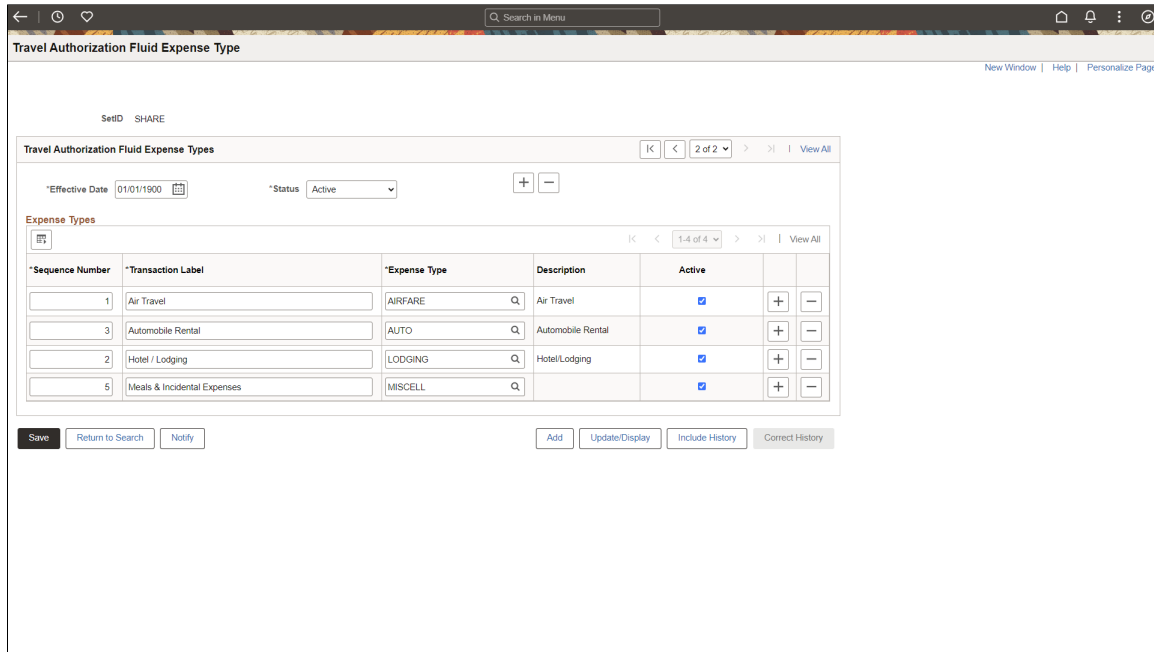 Search in Menu
Travel Authorization Fluid Expense Type
New Window | Help | Personalize Page
SetID SHARE
Travel Authorization Fluid Expense Types 2 of 2 | View All
*Effective Date 01/01/1900 *Status Active
Expense Types
1-4 of 4 | View All
*Sequence Number *Transaction Label *Expense Type Description Active
1 Air Travel AIRFARE Air Travel
3 Automobile Rental AUTO Automobile Rental
2 Hotel / Lodging LODGING Hotel/Lodging
5 Meals & Incidental Expenses MISCELL
Save Return to Search Notify Add Update/Display Include History Correct History